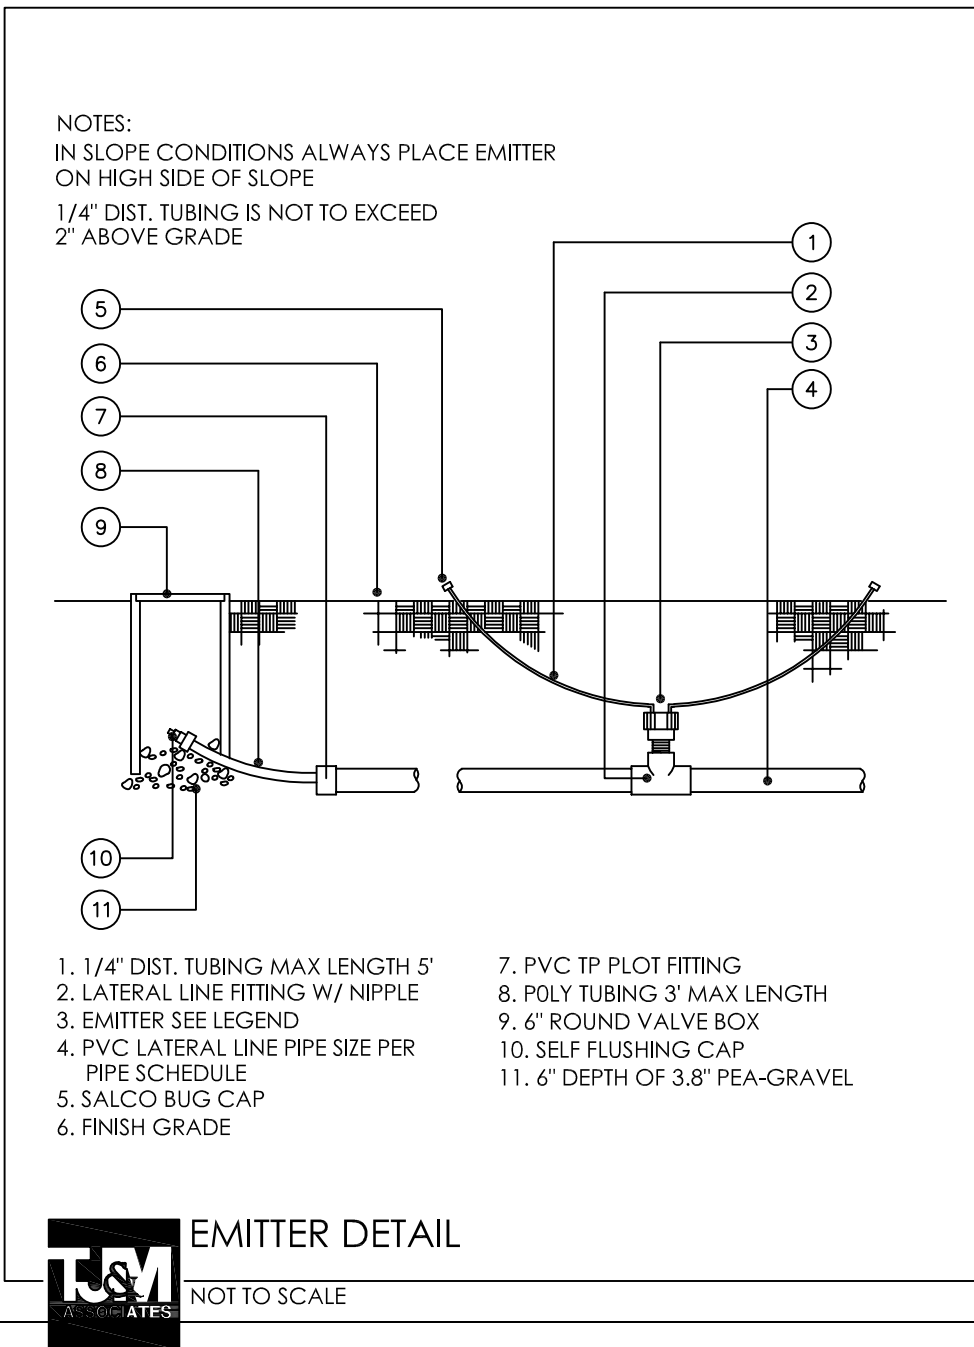 NOTES:
IN SLOPE CONDITIONS ALWAYS PLACE EMITTER
ON HIGH SIDE OF SLOPE
1/4" DIST. TUBING IS NOT TO EXCEED
2" ABOVE GRADE
1
2
3
4
5
6
7
8
9
10
11
1. 1/4" DIST. TUBING MAX LENGTH 5'
2. LATERAL LINE FITTING W/ NIPPLE
3. EMITTER SEE LEGEND
4. PVC LATERAL LINE PIPE SIZE PER
PIPE SCHEDULE
5. SALCO BUG CAP
6. FINISH GRADE
7. PVC TP PLOT FITTING
8. P0LY TUBING 3' MAX LENGTH
9. 6" ROUND VALVE BOX
10. SELF FLUSHING CAP
11. 6" DEPTH OF 3.8" PEA-GRAVEL
EMITTER DETAIL
NOT TO SCALE
TJ&M
ASSOCIATES